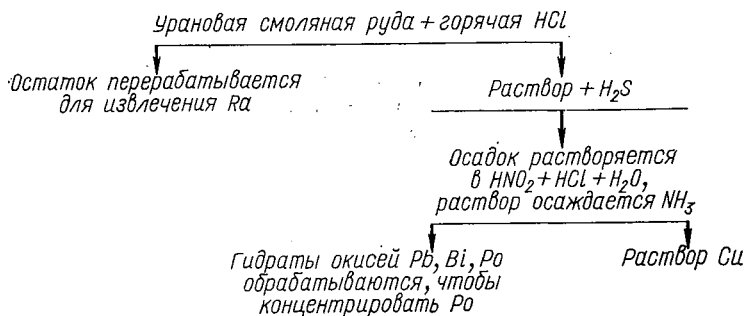 Урановая смоляная руда + горячая HCl
Остаток перерабатывается
для извлечения Ra
Раствор + H₂S
Осадок растворяется
в HNO₂ + HCl + H₂O,
раствор осаждается NH₃
Гидраты окисей Pb, Bi, Po
обрабатываются, чтобы
концентрировать Po
Раствор Cu